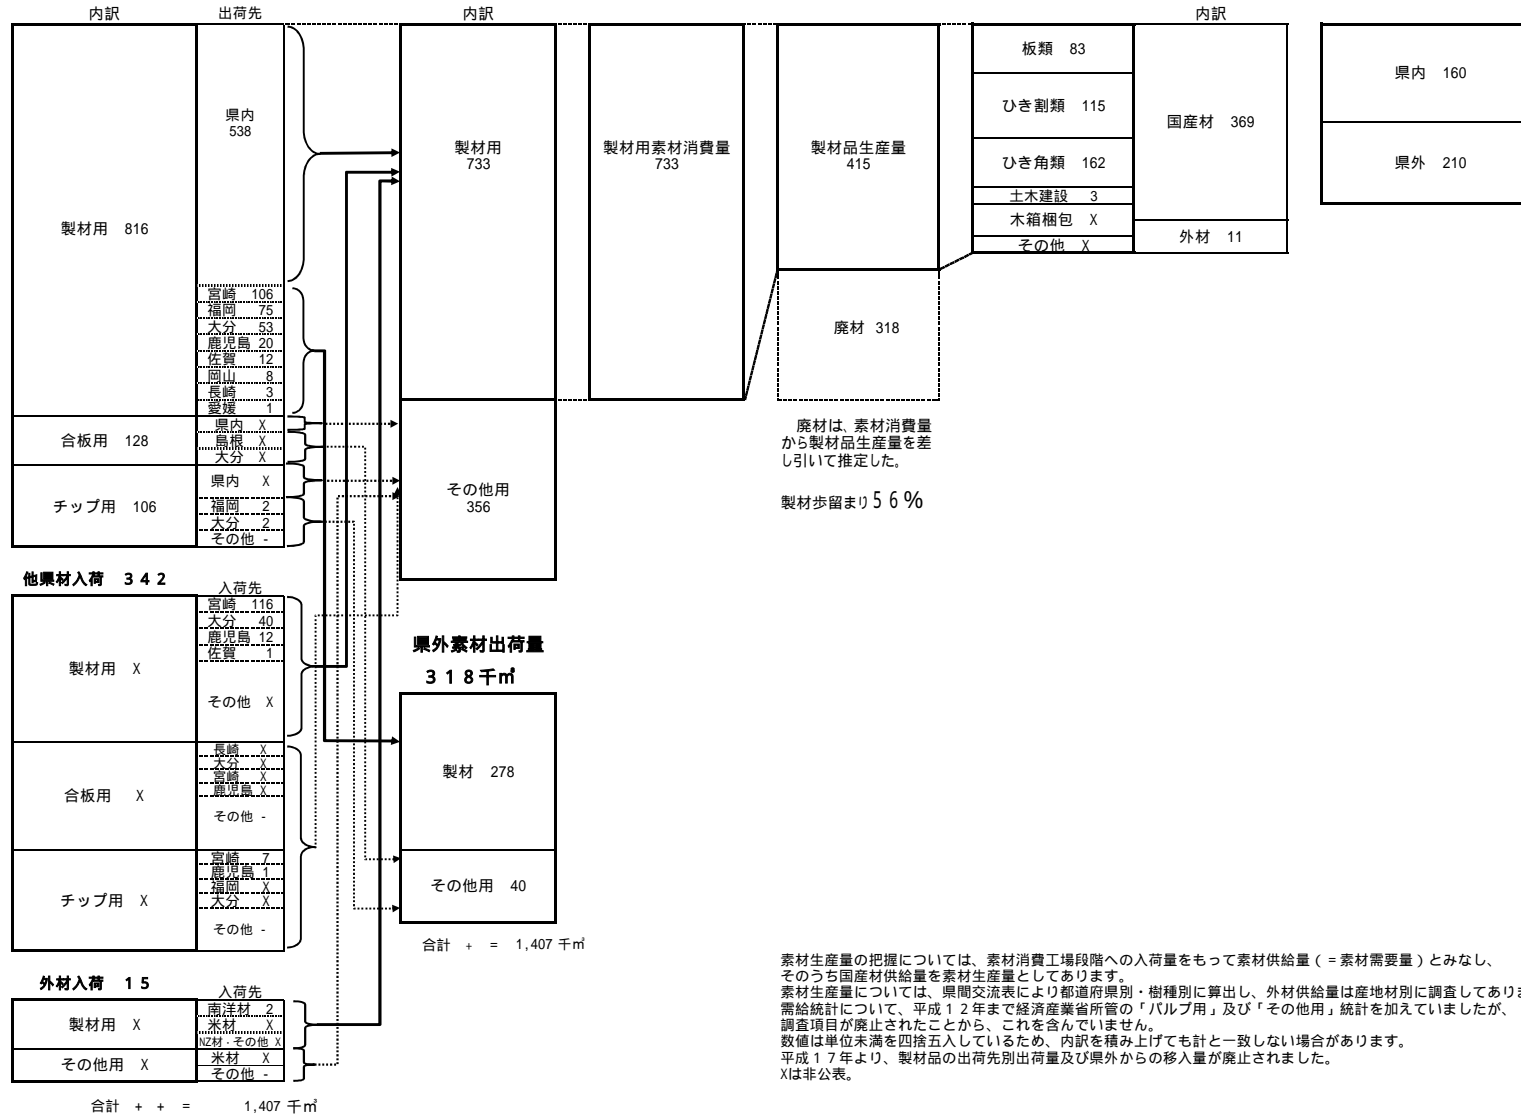 内訳 出荷先
製材用 816
県内
538
宮崎 106
福岡 75
大分 53
鹿児島 20
佐賀 12
岡山 8
長崎 3
愛媛 1
合板用 128
県内 X
島根 X
大分 X
チップ用 106
県内 X
福岡 2
大分 2
その他 -
他県材入荷 342
入荷先
製材用 X
宮崎 116
大分 40
鹿児島 12
佐賀 1
その他 X
合板用 X
長崎 X
大分 X
宮崎 X
鹿児島 X
その他 -
チップ用 X
宮崎 7
鹿児島 1
福岡 X
大分 X
その他 -
外材入荷 15
入荷先
製材用 X
南洋材 2
米材 X
NZ材・その他 X
その他用 X
米材 X
その他 -
合計 + + = 1,407 千㎥
内訳
製材用
733
その他用
356
県外素材出荷量
318千㎥
製材 278
その他用 40
合計 + = 1,407 千㎥
製材用素材消費量
733
製材品生産量
415
廃材 318
廃材は、素材消費量
から製材品生産量を差
し引いて推定した。
製材歩留まり56%
内訳
板類 83
ひき割類 115
ひき角類 162
土木建設 3
木箱梱包 X
その他 X
国産材 369
外材 11
県内 160
県外 210
素材生産量の把握については、素材消費工場段階への入荷量をもって素材供給量(=素材需要量)とみなし、
そのうち国産材供給量を素材生産量としてあります。
素材生産量については、県間交流表により都道府県別・樹種別に算出し、外材供給量は産地材別に調査してありま
需給統計について、平成12年まで経済産業省所管の「パルプ用」及び「その他用」統計を加えていましたが、
調査項目が廃止されたことから、これを含んでいません。
数値は単位未満を四捨五入しているため、内訳を積み上げても計と一致しない場合があります。
平成17年より、製材品の出荷先別出荷量及び県外からの移入量が廃止されました。
Xは非公表。